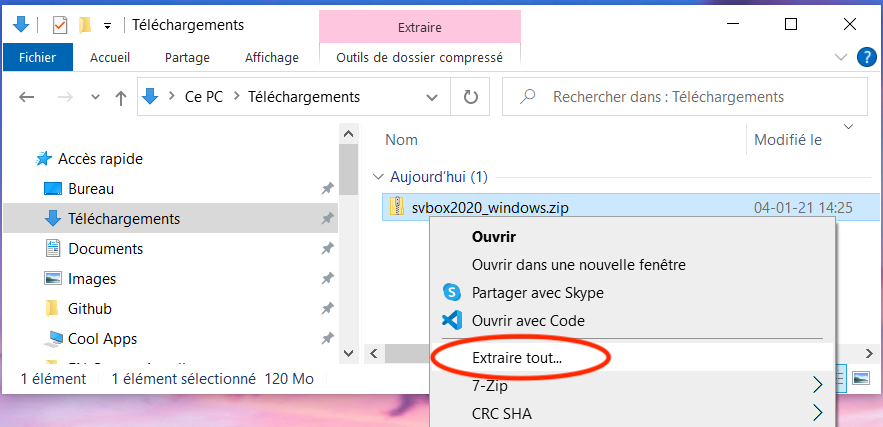 Téléchargements
Extraire
Fichier Accueil Partage Affichage Outils de dossier compressé
Ce PC Téléchargements Rechercher dans : Téléchargements
Nom Modifié le
Accès rapide
Aujourd'hui (1)
Bureau
Téléchargements svbox2020_windows.zip 04-01-21 14:25
Documents
Images
Github
Cool Apps
Ouvrir
Ouvrir dans une nouvelle fenêtre
Partager avec Skype
Ouvrir avec Code
Extraire tout...
7-Zip
CRC SHA
1 élément 1 élément sélectionné 120 Mo